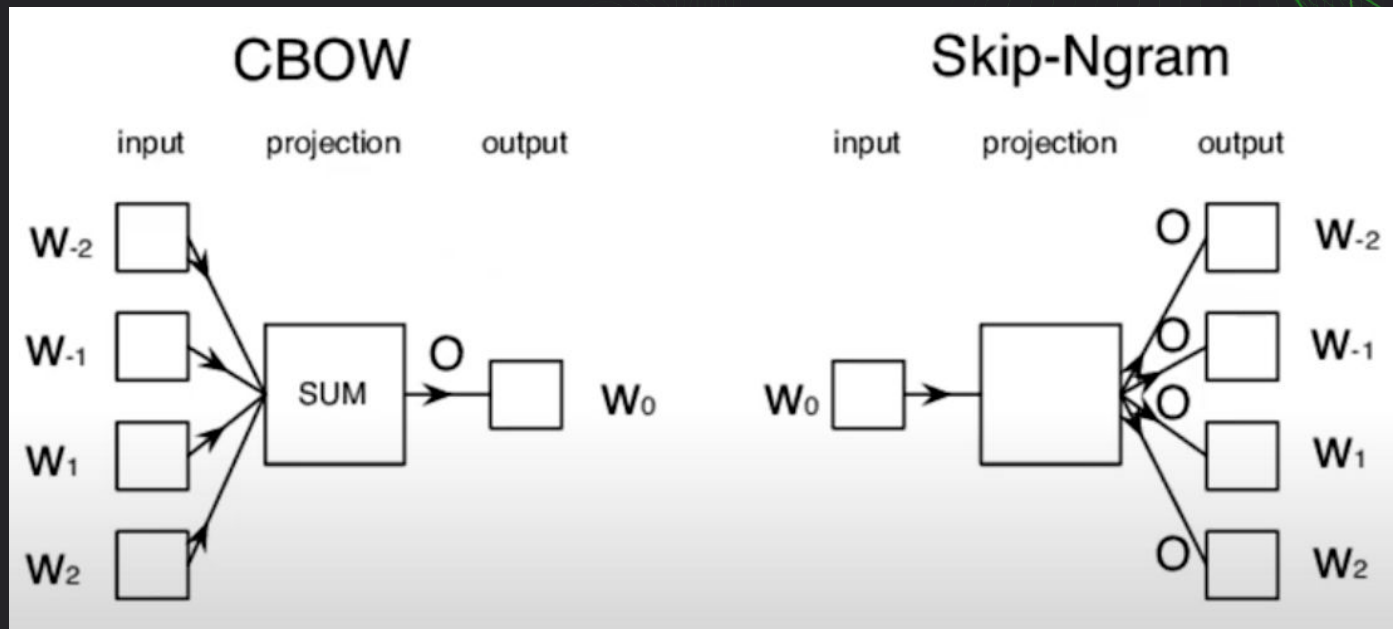 CBOW
input projection output
W-2
W-1
W1
W2
SUM
O
W0
Skip-Ngram
input projection output
W0
O
O
O
O
W-2
W-1
W1
W2